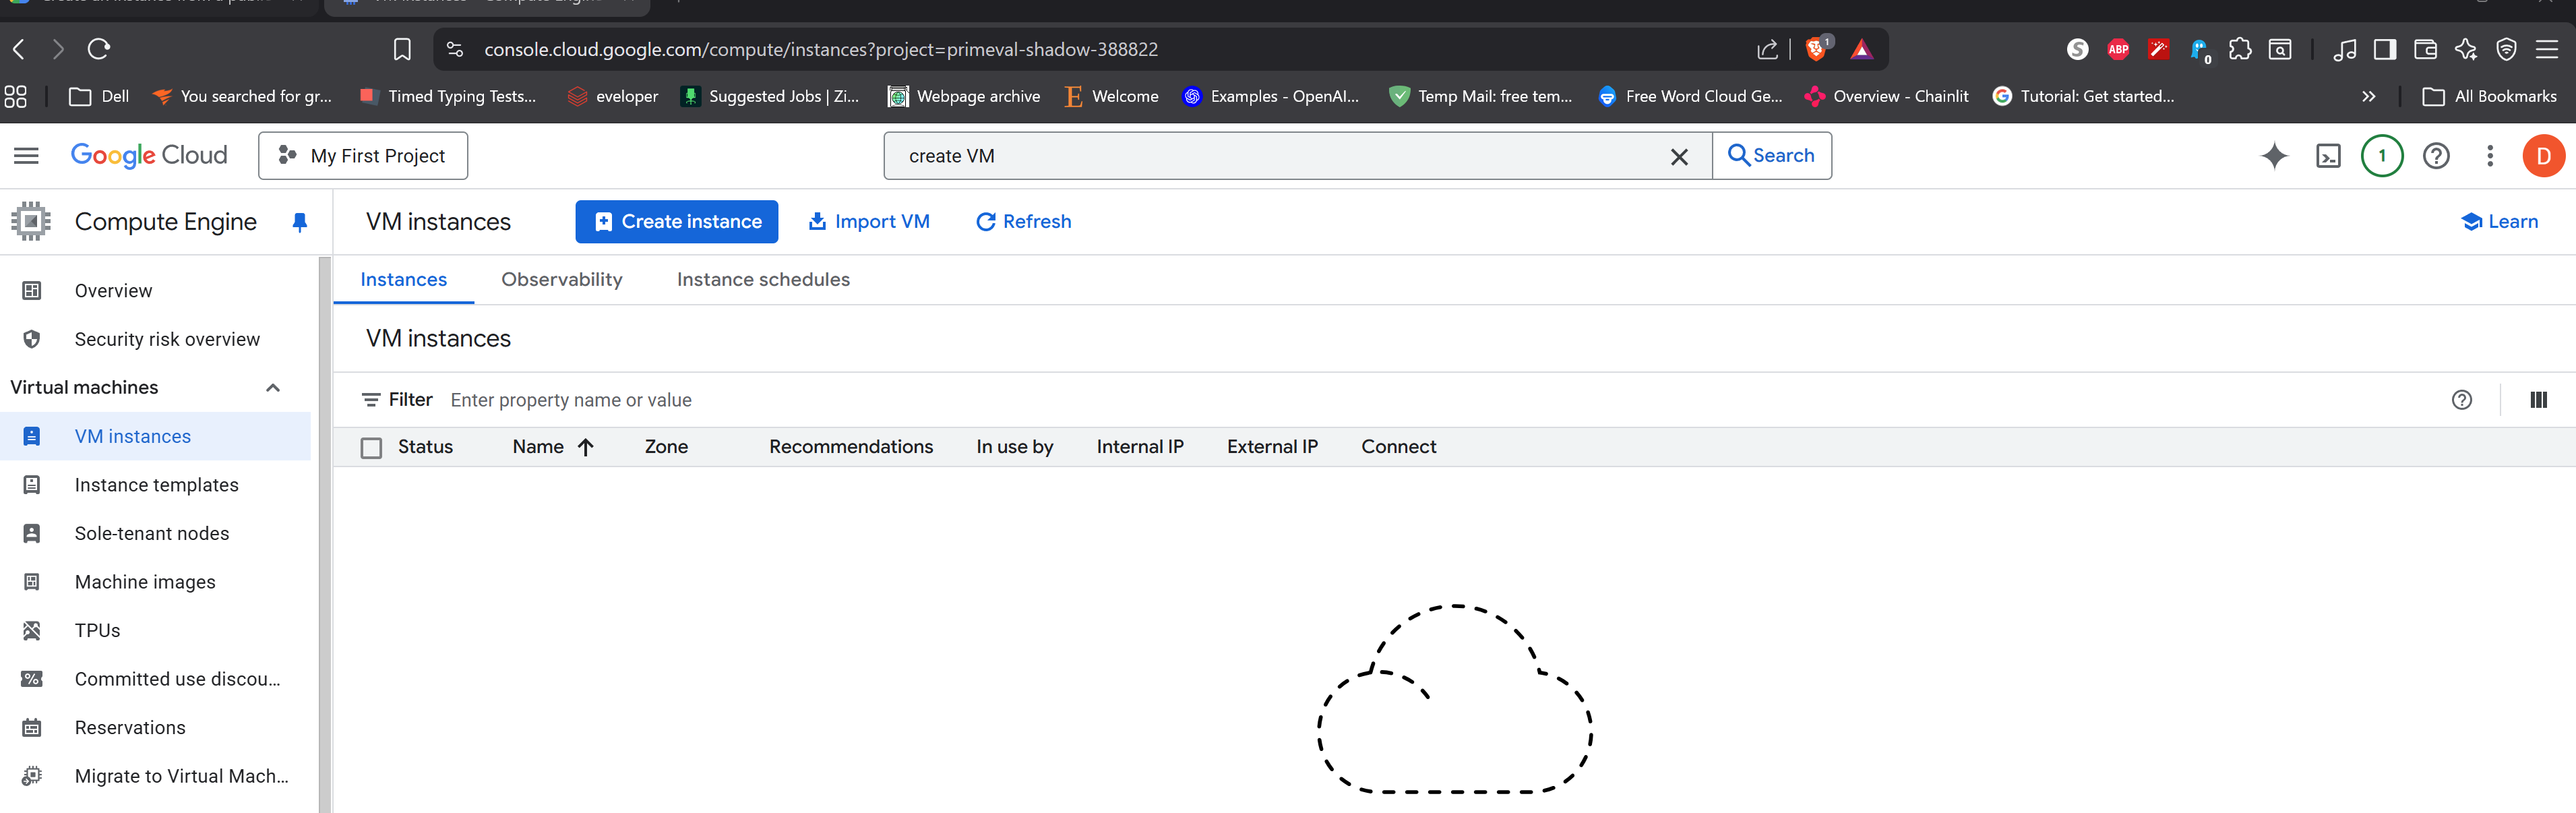 console.cloud.google.com/compute/instances?project=primeval-shadow-388822
1
ABP
0
Dell
You searched for gr...
Timed Typing Tests...
eveloper
Suggested Jobs | Zi...
Webpage archive
Welcome
Examples - OpenAI...
Temp Mail: free tem...
Free Word Cloud Ge...
Overview - Chainlit
Tutorial: Get started...
All Bookmarks
Google Cloud
My First Project
create VM
Search
1
D
Compute Engine
VM instances
Create instance
Import VM
Refresh
Learn
Overview
Security risk overview
Virtual machines
VM instances
Instance templates
Sole-tenant nodes
Machine images
TPUs
Committed use discou...
Reservations
Migrate to Virtual Mach...
Instances
Observability
Instance schedules
VM instances
Filter Enter property name or value
Status Name Zone Recommendations In use by Internal IP External IP Connect